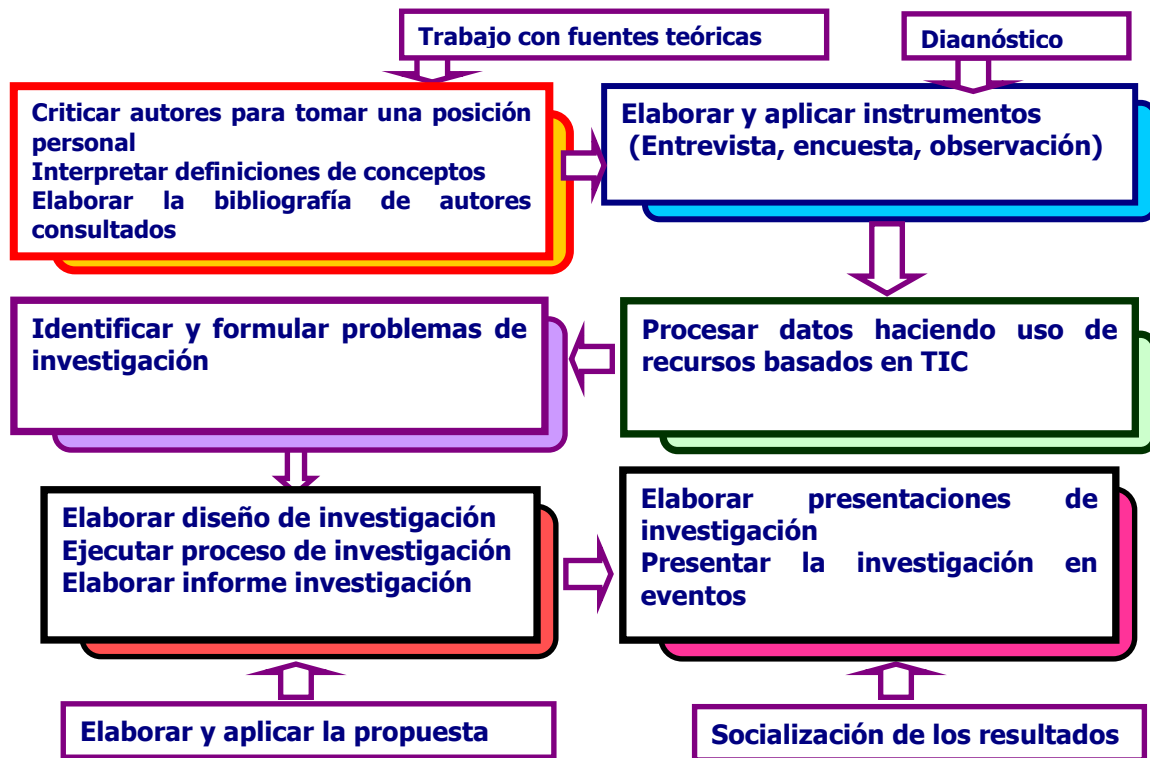 Trabajo con fuentes teóricas
Diagnóstico
Criticar autores para tomar una posición
personal
Interpretar definiciones de conceptos
Elaborar la bibliografía de autores
consultados
Elaborar y aplicar instrumentos
(Entrevista, encuesta, observación)
Identificar y formular problemas de
investigación
Procesar datos haciendo uso de
recursos basados en TIC
Elaborar diseño de investigación
Ejecutar proceso de investigación
Elaborar informe investigación
Elaborar presentaciones de
investigación
Presentar la investigación en
eventos
Elaborar y aplicar la propuesta
Socialización de los resultados